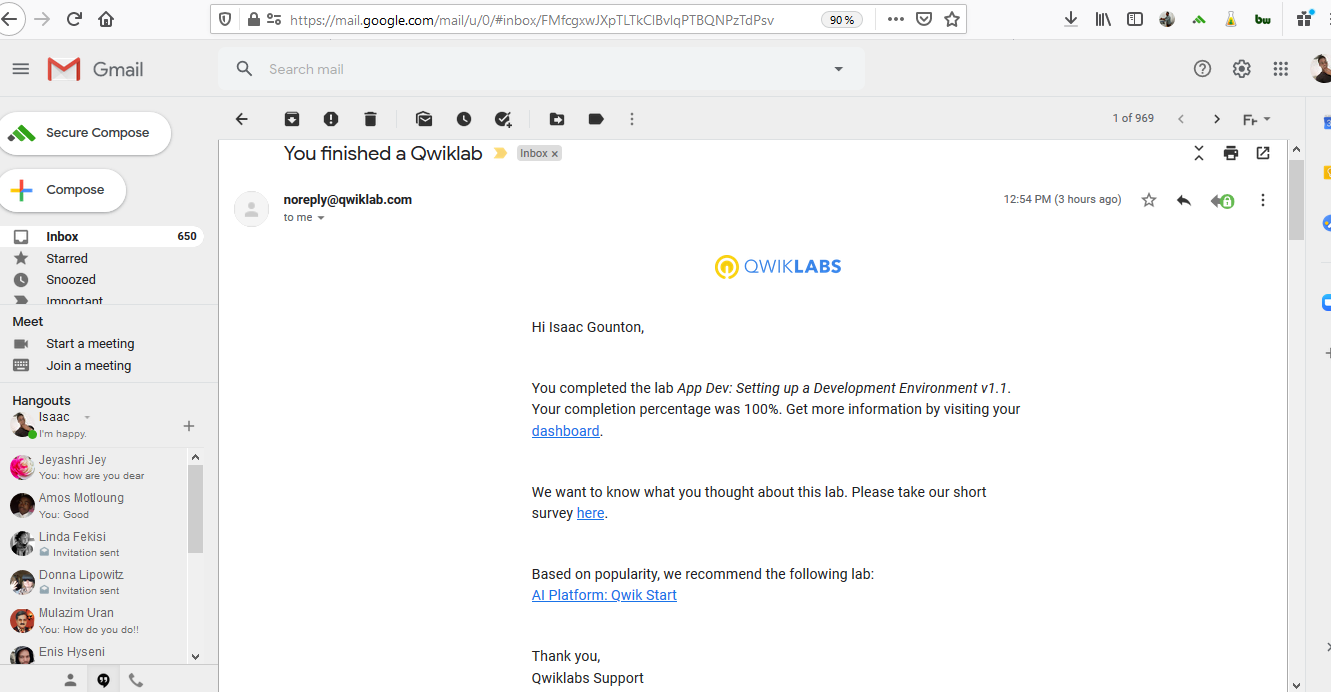 https://mail.google.com/mail/u/0/#inbox/FMfcgxwJXpTLTkClBvlqPTBQNPzTdPsv
90 %
bw
Gmail
Search mail
Secure Compose
Compose
Inbox 650
Starred
Snoozed
Important
Meet
Start a meeting
Join a meeting
Hangouts
Isaac
I'm happy.
Jeyashri Jey
You: how are you dear
Amos Motloung
You: Good
Linda Fekisi
Invitation sent
Donna Lipowitz
Invitation sent
Mulazim Uran
You: How do you do!!
Enis Hyseni
1 of 969
You finished a Qwiklab
Inbox x
noreply@qwiklab.com
12:54 PM (3 hours ago)
to me
QWIKLABS
Hi Isaac Gounton,
You completed the lab App Dev: Setting up a Development Environment v1.1.
Your completion percentage was 100%. Get more information by visiting your
dashboard.
We want to know what you thought about this lab. Please take our short
survey here.
Based on popularity, we recommend the following lab:
AI Platform: Qwik Start
Thank you,
Qwiklabs Support